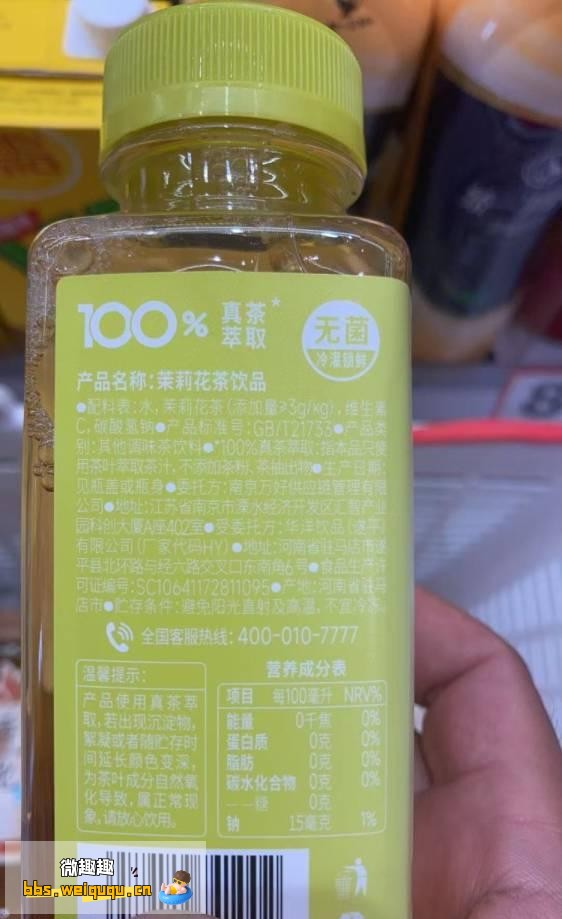 100%
真茶
萃取*
无菌
冷灌锁鲜
产品名称:茉莉花茶饮品
●配料表:水,茉莉花茶(添加量≥3g/kg),维生素
C,碳酸氢钠●产品标准号:GB/T21733●产品类
别:其他调味茶饮料●*100%真茶萃取:指本品只使
用茶叶萃取茶汁,不添加茶粉、茶抽出物●生产日期:
见瓶盖或瓶身●委托方:南京万好供应链管理有限
公司●地址:江苏省南京市溧水经济开发区汇智产业
园科创大厦A座402室●受委托方:华洋饮品(遂平)
有限公司(厂家代码HY)●地址:河南省驻马店市遂
平县北环路与经六路交叉口东南角6号●食品生产许
可证编号:SC10641172811095●产地:河南省驻马
店市●贮存条件:避免阳光直射及高温,不宜冷冻。
全国客服热线:400-010-7777
温馨提示:
产品使用真茶萃
取,若出现沉淀物,
絮凝或者随贮存时
间延长颜色变深,
为茶叶成分自然氧
化导致,属正常现
象,请放心饮用。
营养成分表
项目 每100毫升 NRV%
能量 0千焦 0%
蛋白质 0克 0%
脂肪 0克 0%
碳水化合物 0克 0%
——糖 0克
钠 15毫克 1%
微趣趣
bbs.weiququ.cn